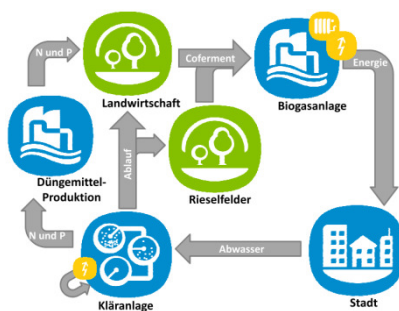 N und P
Landwirtschaft
Coferment
Biogasanlage
Energie
Düngemittel-
Produktion
Ablauf
Rieselfelder
N und P
Kläranlage
Abwasser
Stadt